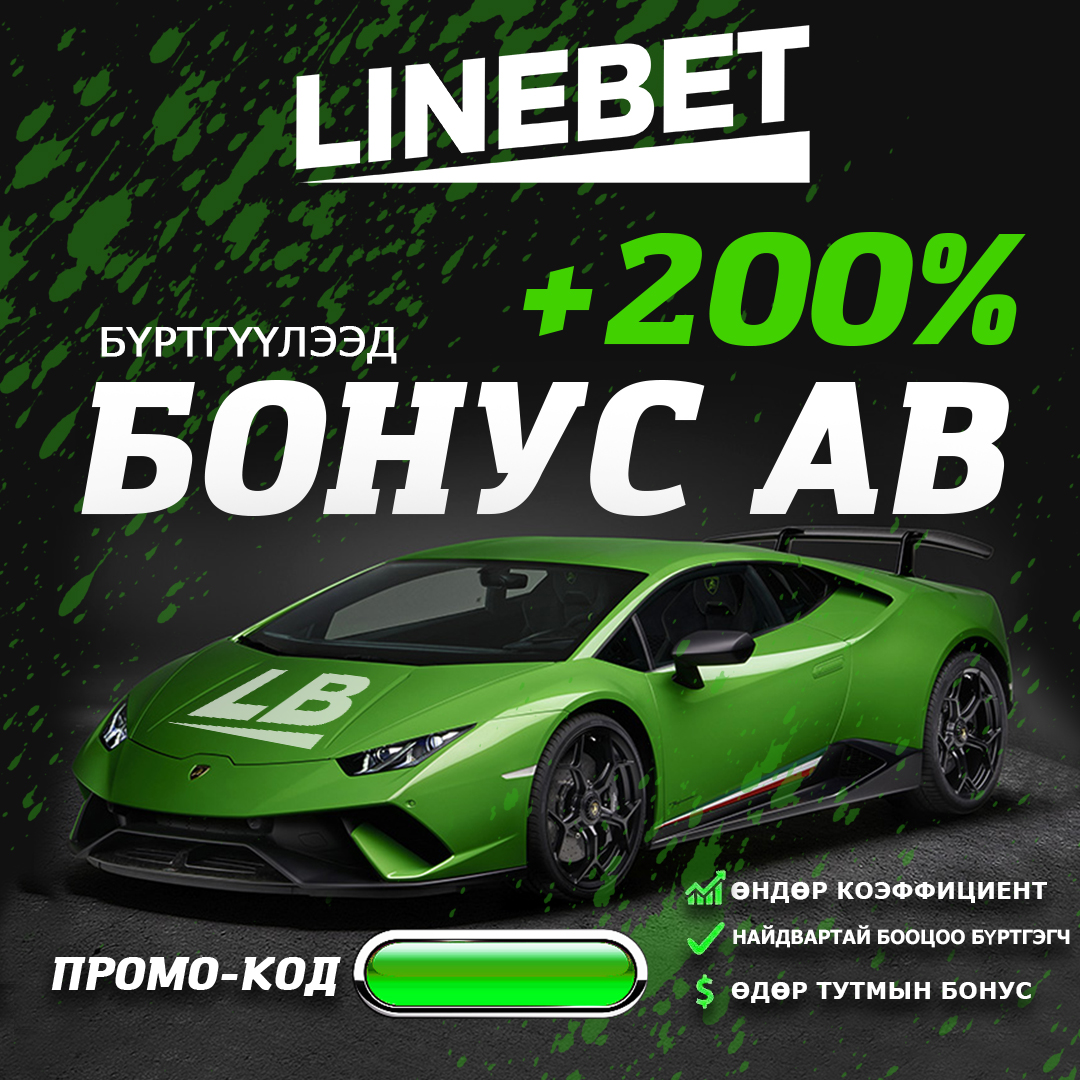 LINEBET
+200%
БҮРТГҮҮЛЭЭД
БОНУС АВ
LB
ӨНДӨР КОЭФФИЦИЕНТ
НАЙДВАРТАЙ БООЦОО БҮРТГЭГЧ
ПРОМО-КОД
$ ӨДӨР ТУТМЫН БОНУС